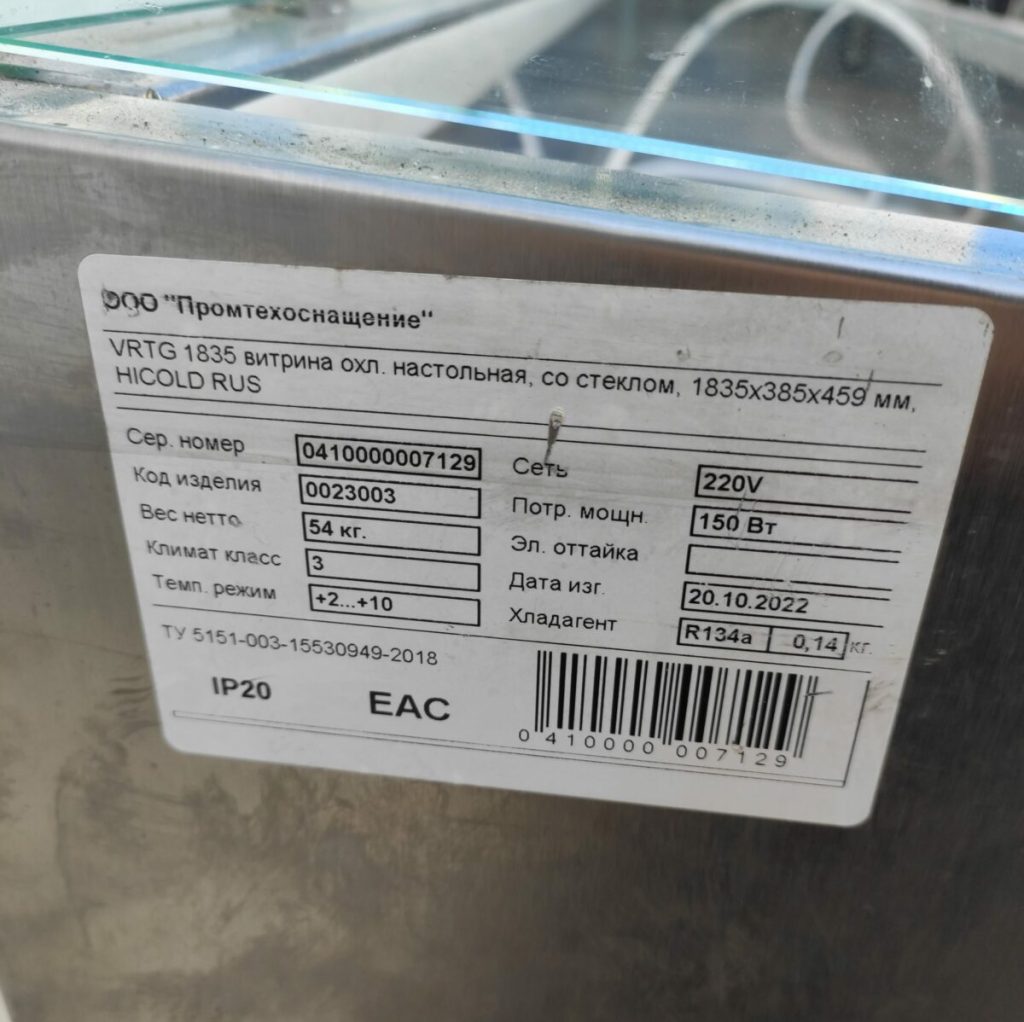 ООО "Промтехоснащение"
VRTG 1835 витрина охл. настольная, со стеклом, 1835х385х459 мм,
HICOLD RUS
Сер. номер 0410000007129
Код изделия 0023003
Вес нетто 54 кг.
Климат класс 3
Темп. режим +2...+10
Сеть 220V
Потр. мощн. 150 Вт
Эл. оттайка
Дата изг. 20.10.2022
Хладагент R134a 0,14 кг.
ТУ 5151-003-15530949-2018
IP20
EAC
0 410000 007129